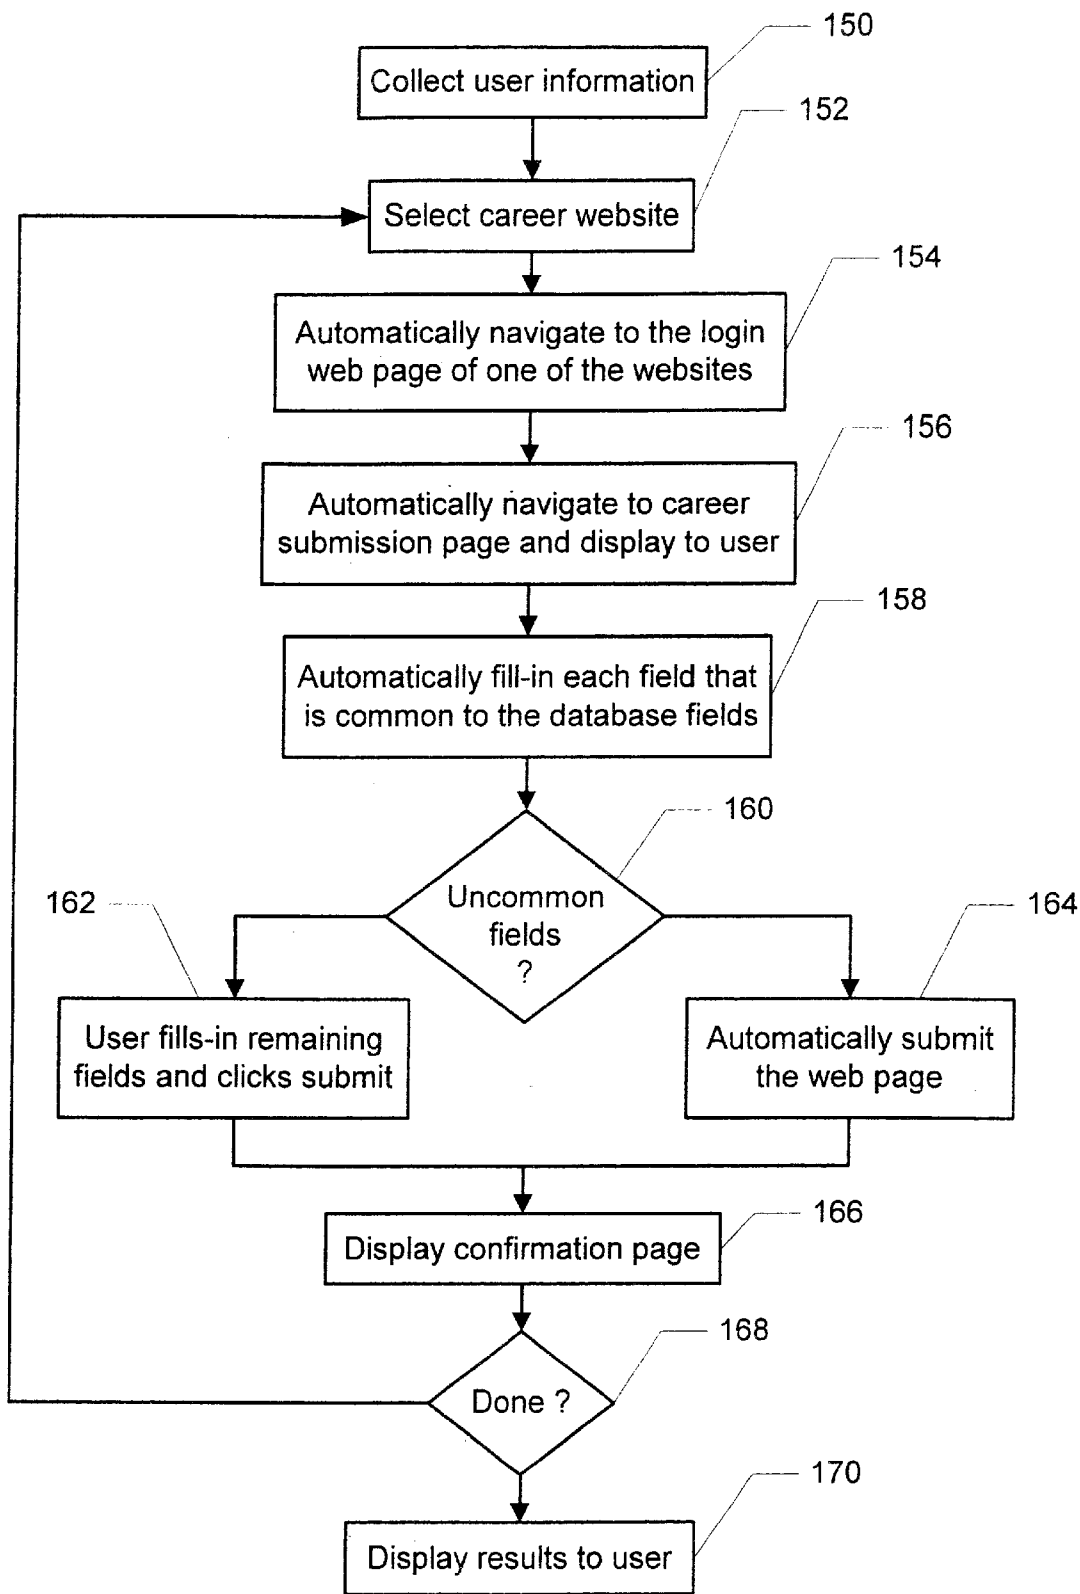 150
Collect user information
152
Select career website
154
Automatically navigate to the login
web page of one of the websites
156
Automatically navigate to career
submission page and display to user
158
Automatically fill-in each field that
is common to the database fields
160
Uncommon
fields
?
162
164
User fills-in remaining
fields and clicks submit
Automatically submit
the web page
166
Display confirmation page
168
Done ?
170
Display results to user